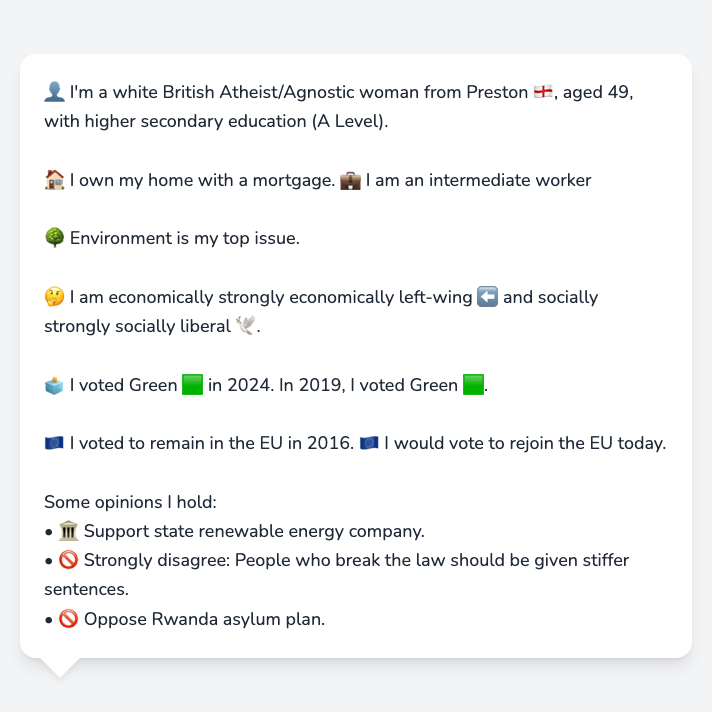 👤 I'm a white British Atheist/Agnostic woman from Preston 🏴󠁧󠁢󠁥󠁮󠁧󠁿, aged 49,
with higher secondary education (A Level).
🏠 I own my home with a mortgage. 💼 I am an intermediate worker
🌳 Environment is my top issue.
🤔 I am economically strongly economically left-wing ⬅️ and socially
strongly socially liberal 🕊️.
🗳️ I voted Green 🟩 in 2024. In 2019, I voted Green 🟩.
🇪🇺 I voted to remain in the EU in 2016. 🇪🇺 I would vote to rejoin the EU today.
Some opinions I hold:
• 🏛️ Support state renewable energy company.
• 🚫 Strongly disagree: People who break the law should be given stiffer
sentences.
• 🚫 Oppose Rwanda asylum plan.